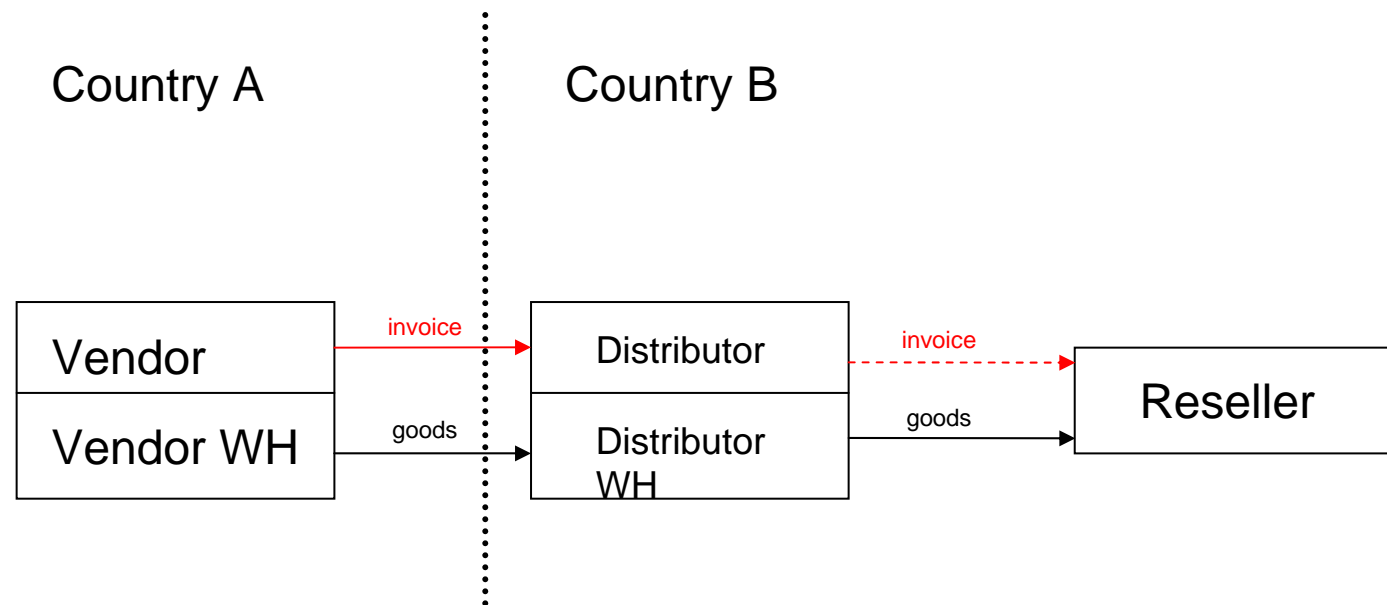 Country A
Country B
invoice
Vendor
Distributor
invoice
Reseller
goods
Vendor WH
Distributor
WH
goods